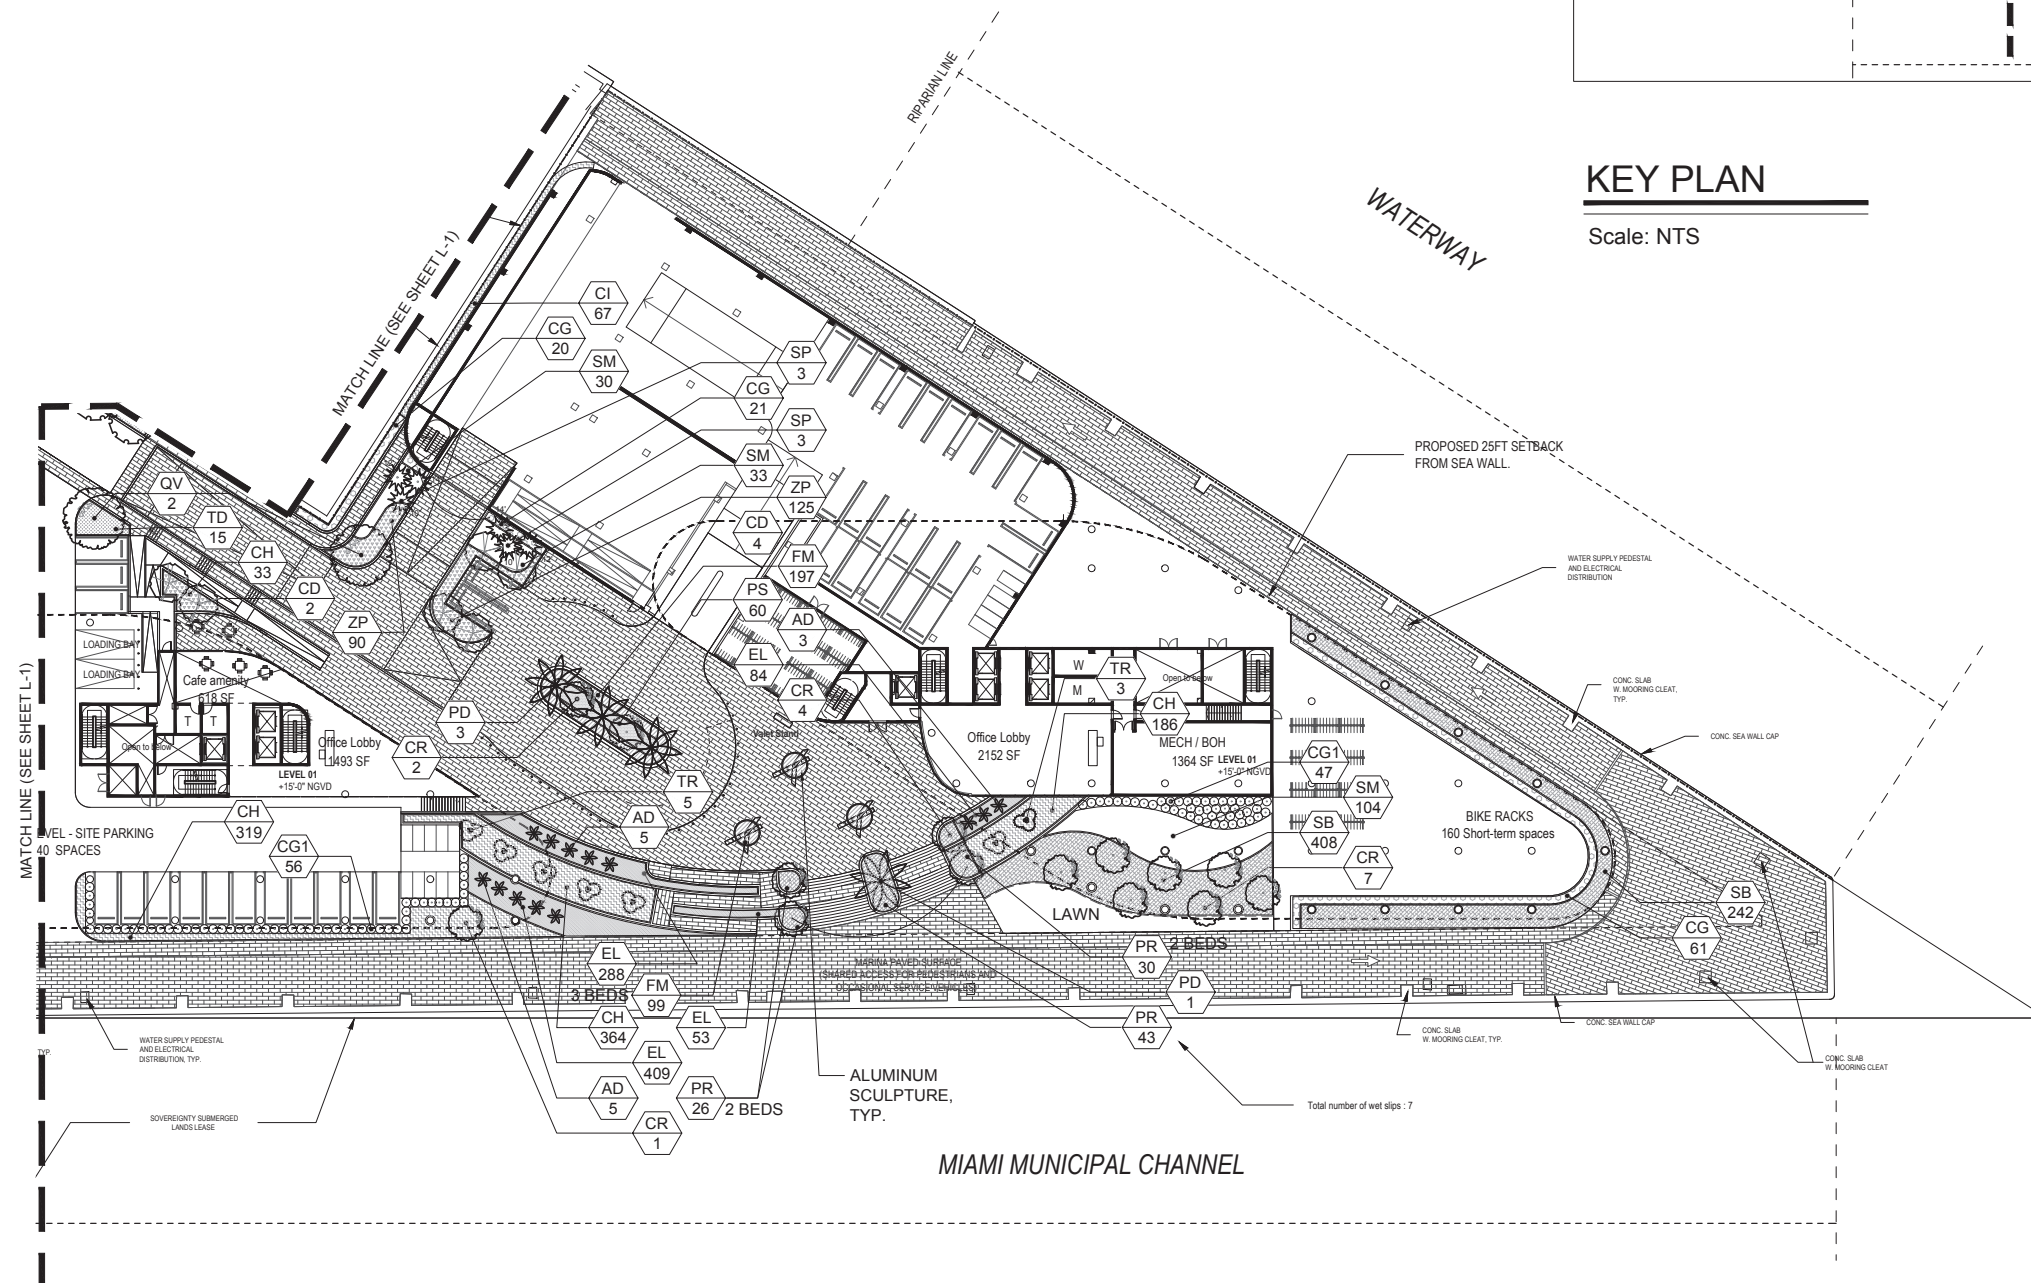 RIPARIAN LINE
WATERWAY
KEY PLAN
Scale: NTS
MATCH LINE (SEE SHEET L-1)
CI
67
CG
20
SM
30
SP
3
CG
21
SP
3
SM
33
ZP
125
CD
4
FM
197
PS
60
AD
3
EL
84
CR
4
QV
2
TD
15
CH
33
CD
2
ZP
90
PROPOSED 25FT SETBACK
FROM SEA WALL.
WATER SUPPLY PEDESTAL
AND ELECTRICAL
DISTRIBUTION
CONC. SLAB
W. MOORING CLEAT,
TYP.
CONC. SEA WALL CAP
LOADING BAY
LOADING BAY
Cafe amenity
618 SF
T
T
Open to below
Office Lobby
1493 SF
LEVEL 01
+15'-0" NGVD
PD
3
CR
2
Valet Stand
W
M
TR
3
Open to below
CH
186
Office Lobby
2152 SF
MECH / BOH
1364 SF
LEVEL 01
+15'-0" NGVD
CG1
47
SM
104
SB
408
CR
7
BIKE RACKS
160 Short-term spaces
TR
5
AD
5
CH
319
CG1
56
EVEL - SITE PARKING
40 SPACES
MATCH LINE (SEE SHEET L-1)
LAWN
SB
242
CG
61
PR
30
2 BEDS
MARINA PAVED SURFACE
(SHARED ACCESS FOR PEDESTRIANS AND
OCCASIONAL SERVICE VEHICLES)
EL
288
3 BEDS
FM
99
CH
364
EL
53
EL
409
AD
5
PR
26
2 BEDS
CR
1
PD
1
PR
43
ALUMINUM
SCULPTURE,
TYP.
TYP.
WATER SUPPLY PEDESTAL
AND ELECTRICAL
DISTRIBUTION, TYP.
SOVEREIGNTY SUBMERGED
LANDS LEASE
CONC. SLAB
W. MOORING CLEAT, TYP.
CONC. SEA WALL CAP
CONC. SLAB
W. MOORING CLEAT
Total number of wet slips : 7
MIAMI MUNICIPAL CHANNEL